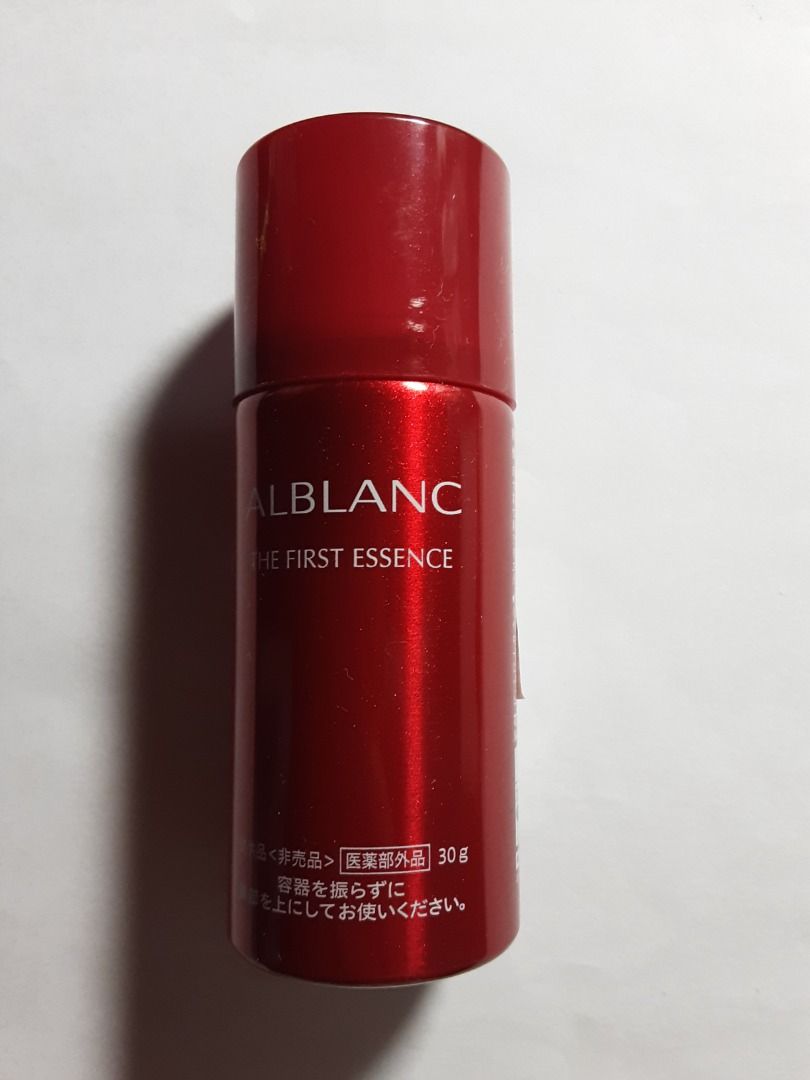 ALBLANC
THE FIRST ESSENCE
品<非売品> 医薬部外品 30g
容器を振らずに
を上にしてお使いください。